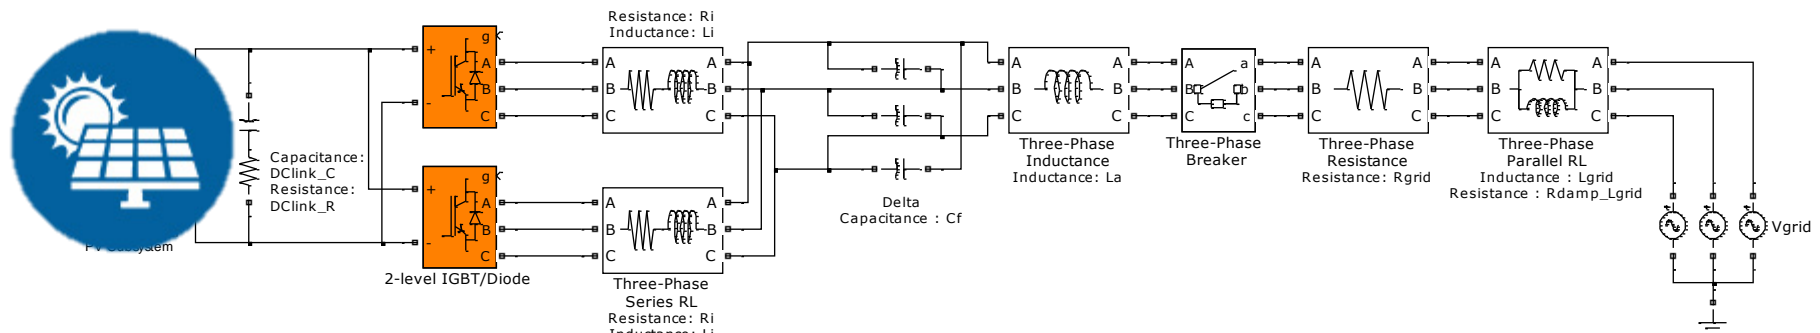 Resistance: Ri
Inductance: Li
+
-
g
A
B
C
A
B
C
A
B
C
A
B
C
A
B
C
a
b
c
A
B
C
A
B
C
A
B
C
A
B
C
Three-Phase
Inductance
Inductance: La
Three-Phase
Breaker
Three-Phase
Resistance
Resistance: Rgrid
Three-Phase
Parallel RL
Inductance : Lgrid
Resistance : Rdamp_Lgrid
Capacitance:
DClink_C
Resistance:
DClink_R
+
-
g
A
B
C
A
B
C
A
B
C
Delta
Capacitance : Cf
Vgrid
2-level IGBT/Diode
Three-Phase
Series RL
Resistance: Ri
Inductance: Li